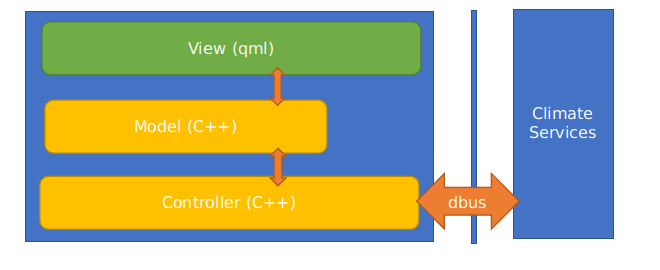 View (qml)
Model (C++)
Climate
Services
Controller (C++)
dbus